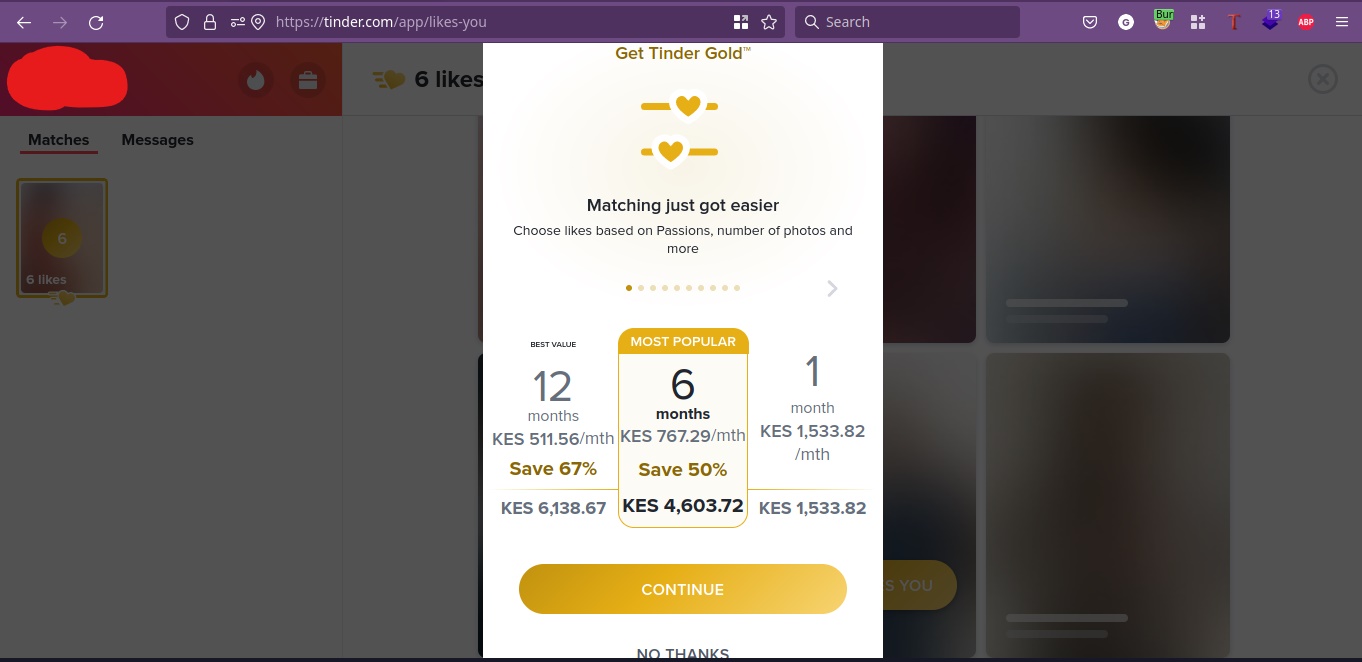 https://tinder.com/app/likes-you
Search
Bur
13
ABP
G
T
Get Tinder Gold™
6 likes
Matches
Messages
6
6 likes
Matching just got easier
Choose likes based on Passions, number of photos and
more
BEST VALUE
12
months
KES 511.56/mth
Save 67%
KES 6,138.67
MOST POPULAR
6
months
KES 767.29/mth
Save 50%
KES 4,603.72
1
month
KES 1,533.82
/mth
KES 1,533.82
S YOU
CONTINUE
NO THANKS